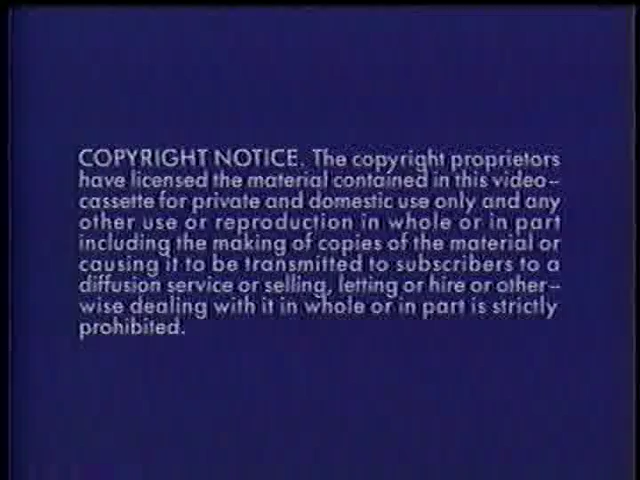 COPYRIGHT NOTICE. The copyright proprietors
have licensed the material contained in this video-
cassette for private and domestic use only and any
other use or reproduction in whole or in part
including the making of copies of the material or
causing it to be transmitted to subscribers to a
diffusion service or selling, letting or hire or other-
wise dealing with it in whole or in part is strictly
prohibited.